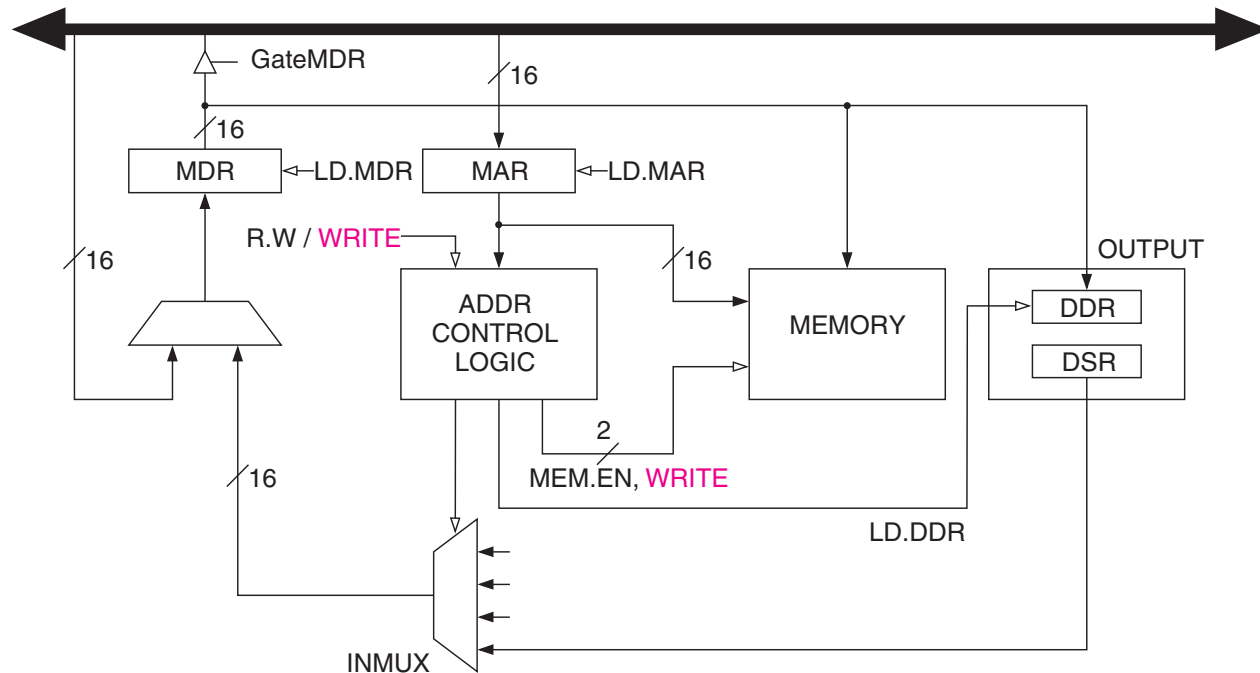 GateMDR
16
16
MDR
LD.MDR
MAR
LD.MAR
R.W / WRITE
16
16
OUTPUT
ADDR
CONTROL
LOGIC
MEMORY
DDR
DSR
2
MEM.EN, WRITE
16
LD.DDR
INMUX